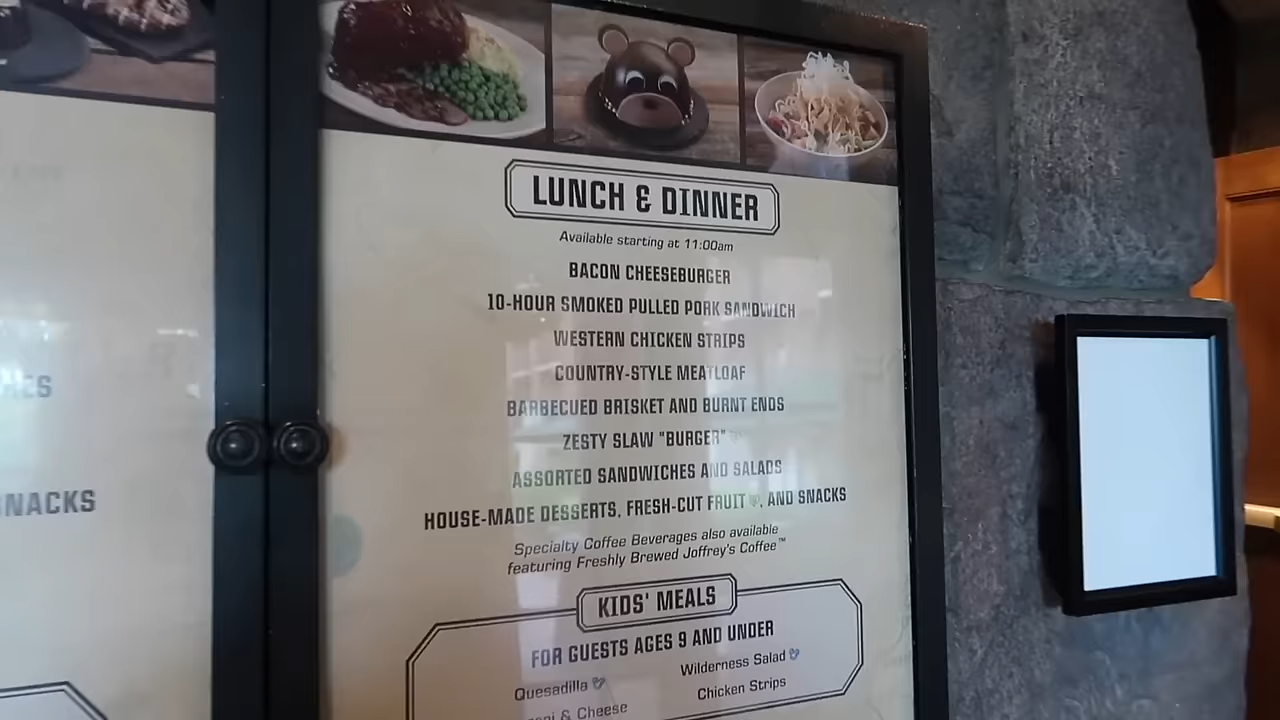 LUNCH & DINNER
Available starting at 11:00am
BACON CHEESEBURGER
10-HOUR SMOKED PULLED PORK SANDWICH
WESTERN CHICKEN STRIPS
COUNTRY-STYLE MEATLOAF
BARBECUED BRISKET AND BURNT ENDS
ZESTY SLAW "BURGER"
ASSORTED SANDWICHES AND SALADS
HOUSE-MADE DESSERTS, FRESH-CUT FRUIT, AND SNACKS
Specialty Coffee Beverages also available
featuring Freshly Brewed Joffrey's Coffee™
KIDS' MEALS
FOR GUESTS AGES 9 AND UNDER
Quesadilla
Wilderness Salad
& Cheese
Chicken Strips
SNACKS